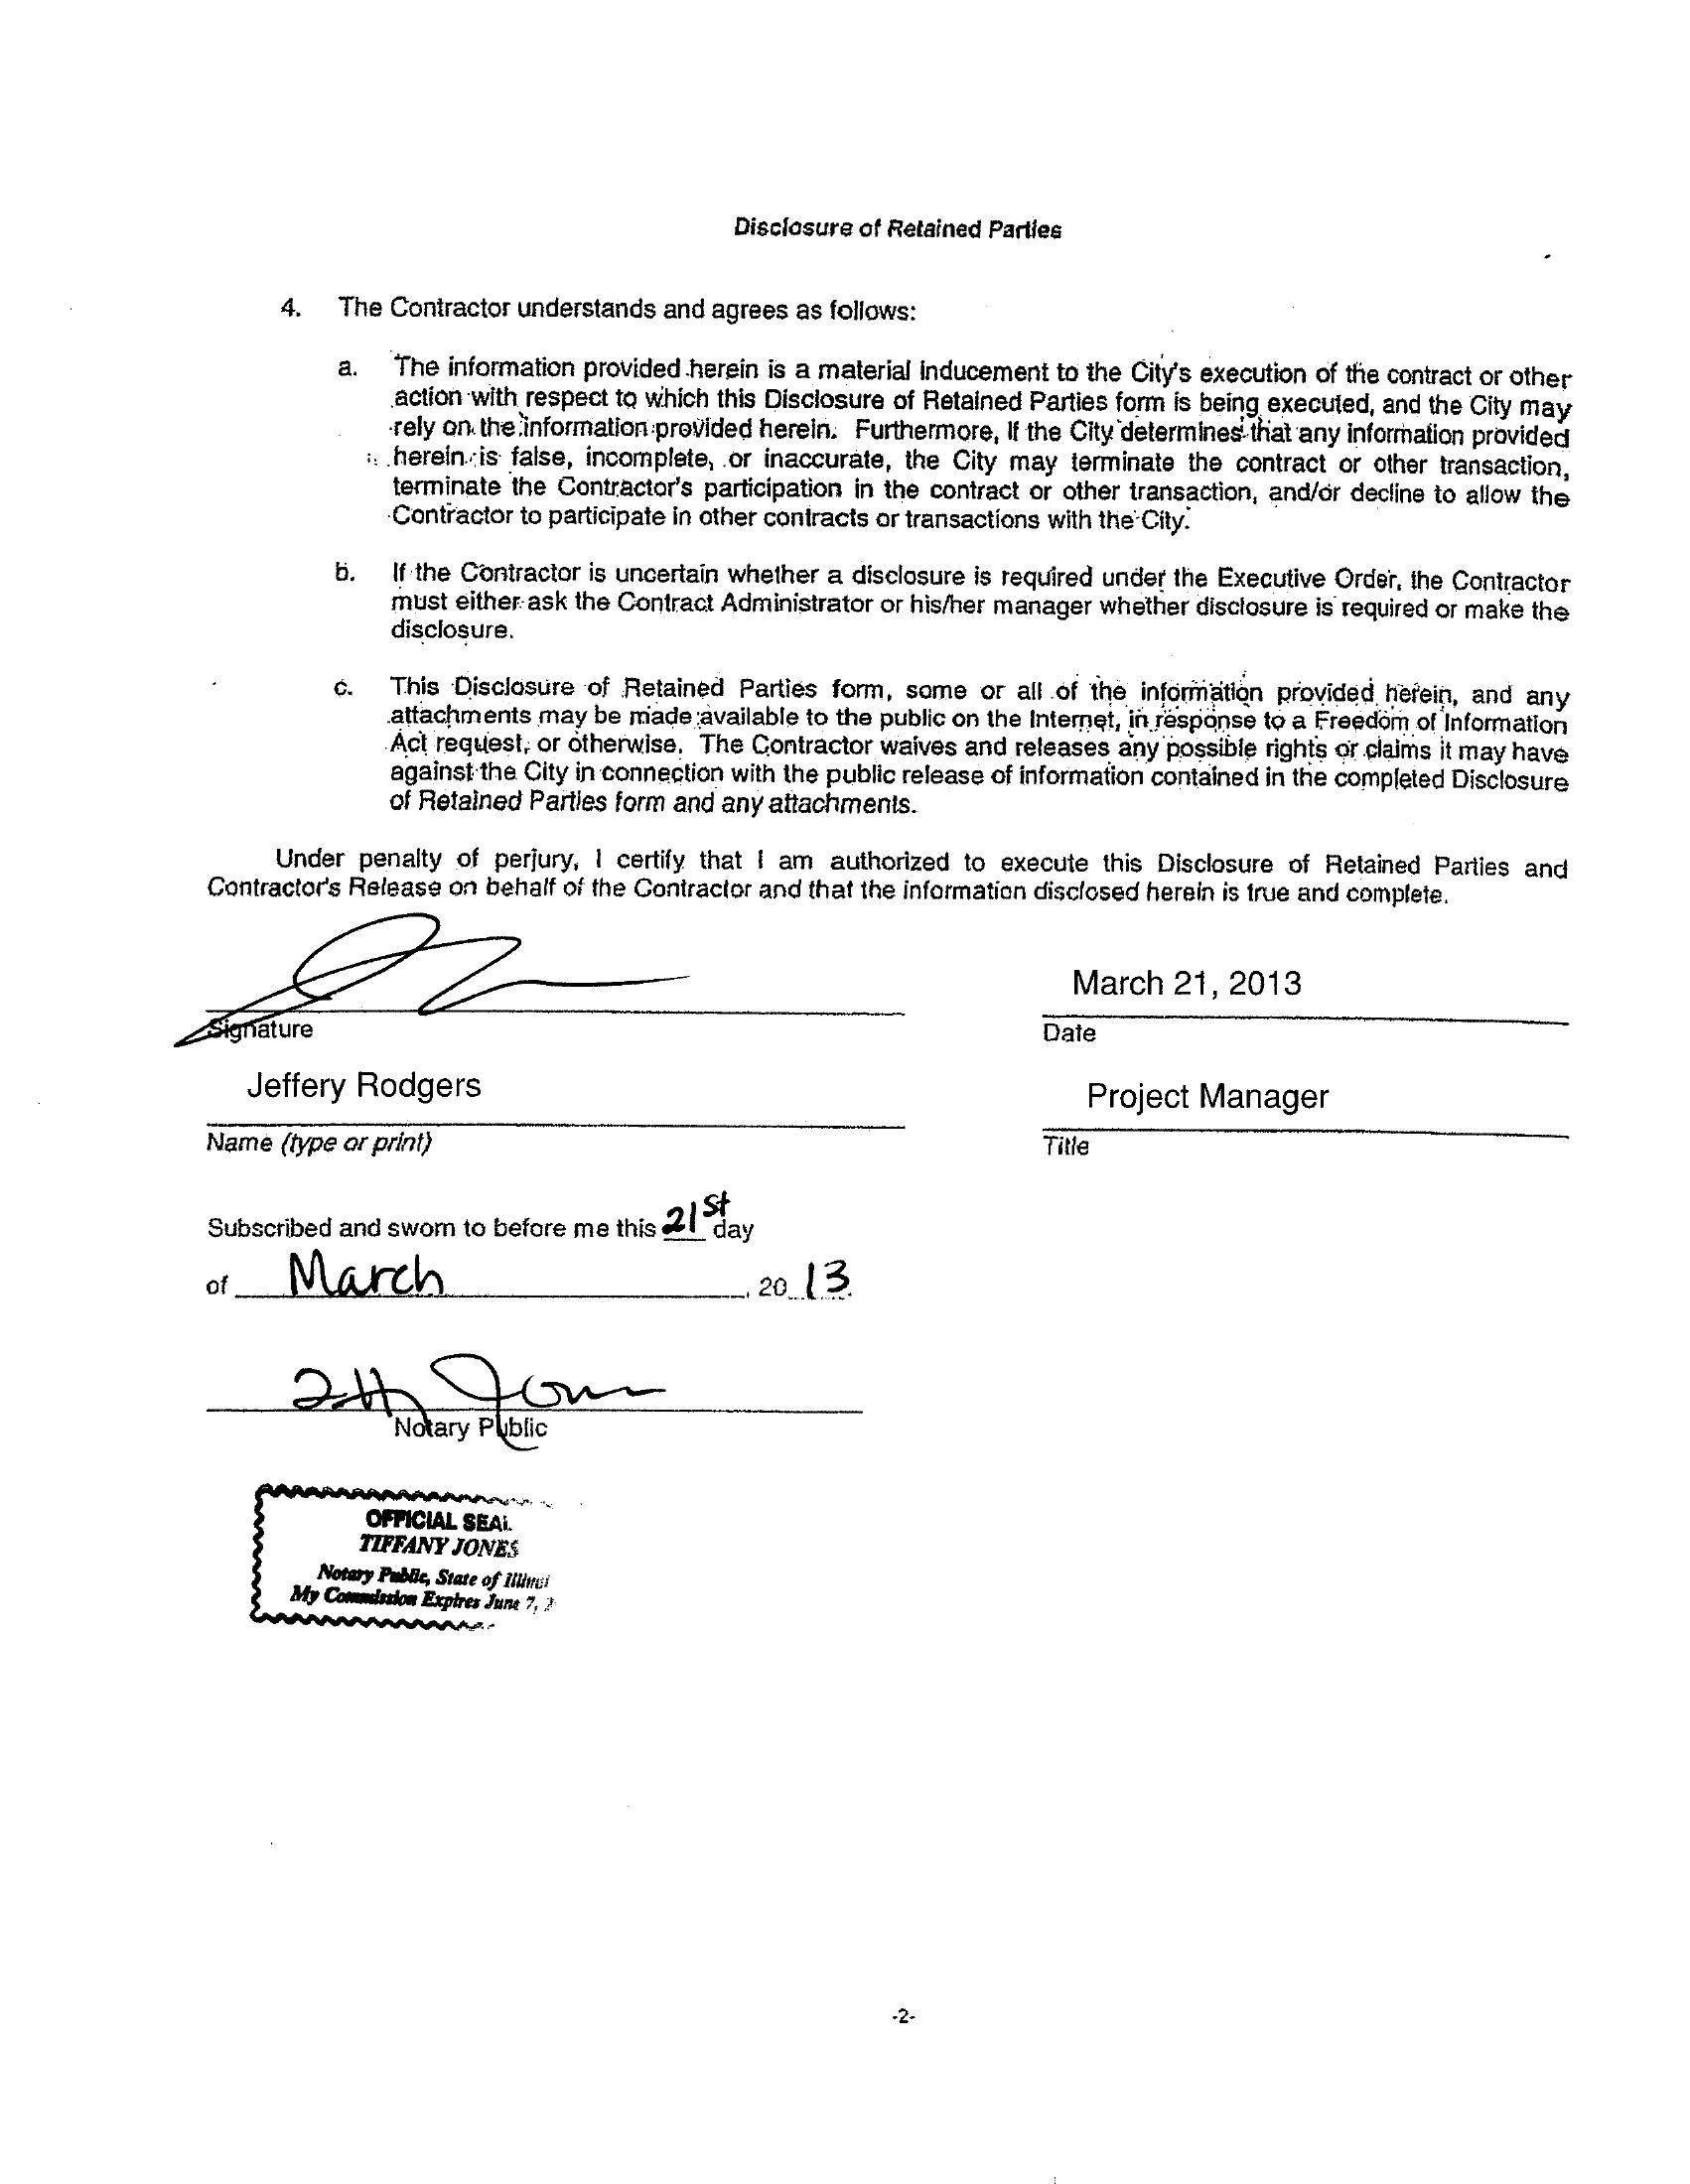 Disclosure of Retained Parties
4. The Contractor understands and agrees as follows:
a. The information provided herein is a material inducement to the City's execution of the contract or other
action with respect to which this Disclosure of Retained Parties form is being executed, and the City may
rely on the information provided herein. Furthermore, if the City determines that any information provided
herein is false, incomplete, or inaccurate, the City may terminate the contract or other transaction,
terminate the Contractor's participation in the contract or other transaction, and/or decline to allow the
Contractor to participate in other contracts or transactions with the City.
b. If the Contractor is uncertain whether a disclosure is required under the Executive Order, the Contractor
must either ask the Contract Administrator or his/her manager whether disclosure is required or make the
disclosure.
c. This Disclosure of Retained Parties form, some or all of the information provided herein, and any
attachments may be made available to the public on the Internet, in response to a Freedom of Information
Act request, or otherwise. The Contractor waives and releases any possible rights or claims it may have
against the City in connection with the public release of information contained in the completed Disclosure
of Retained Parties form and any attachments.
Under penalty of perjury, I certify that I am authorized to execute this Disclosure of Retained Parties and
Contractor's Release on behalf of the Contractor and that the information disclosed herein is true and complete.
March 21, 2013
Signature Date
Jeffery Rodgers Project Manager
Name (type or print) Title
Subscribed and sworn to before me this 21st day
of March, 2013
Notary Public
OFFICIAL SEAL
TIFFANY JONES
Notary Public, State of Illinoi
My Commission Expires June 7,
-2-